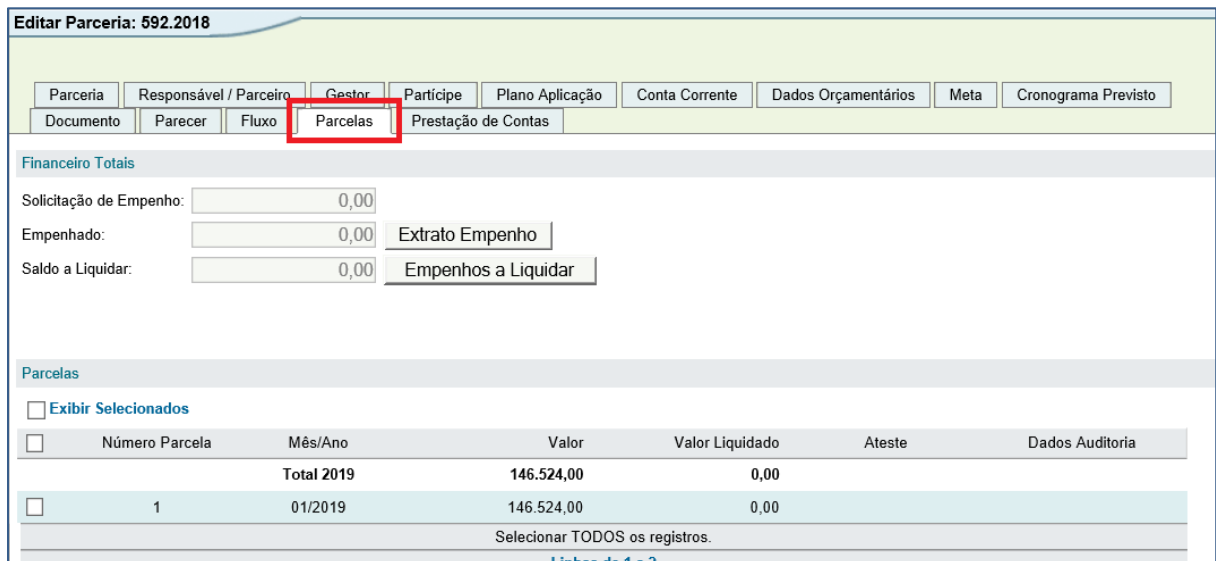 Editar Parceria: 592.2018
Parceria Responsável / Parceiro Gestor Partícipe Plano Aplicação Conta Corrente Dados Orçamentários Meta Cronograma Previsto
Documento Parecer Fluxo Parcelas Prestação de Contas
Financeiro Totais
Solicitação de Empenho: 0,00
Empenhado: 0,00 Extrato Empenho
Saldo a Liquidar: 0,00 Empenhos a Liquidar
Parcelas
Exibir Selecionados
Número Parcela Mês/Ano Valor Valor Liquidado Ateste Dados Auditoria
Total 2019 146.524,00 0,00
1 01/2019 146.524,00 0,00
Selecionar TODOS os registros.